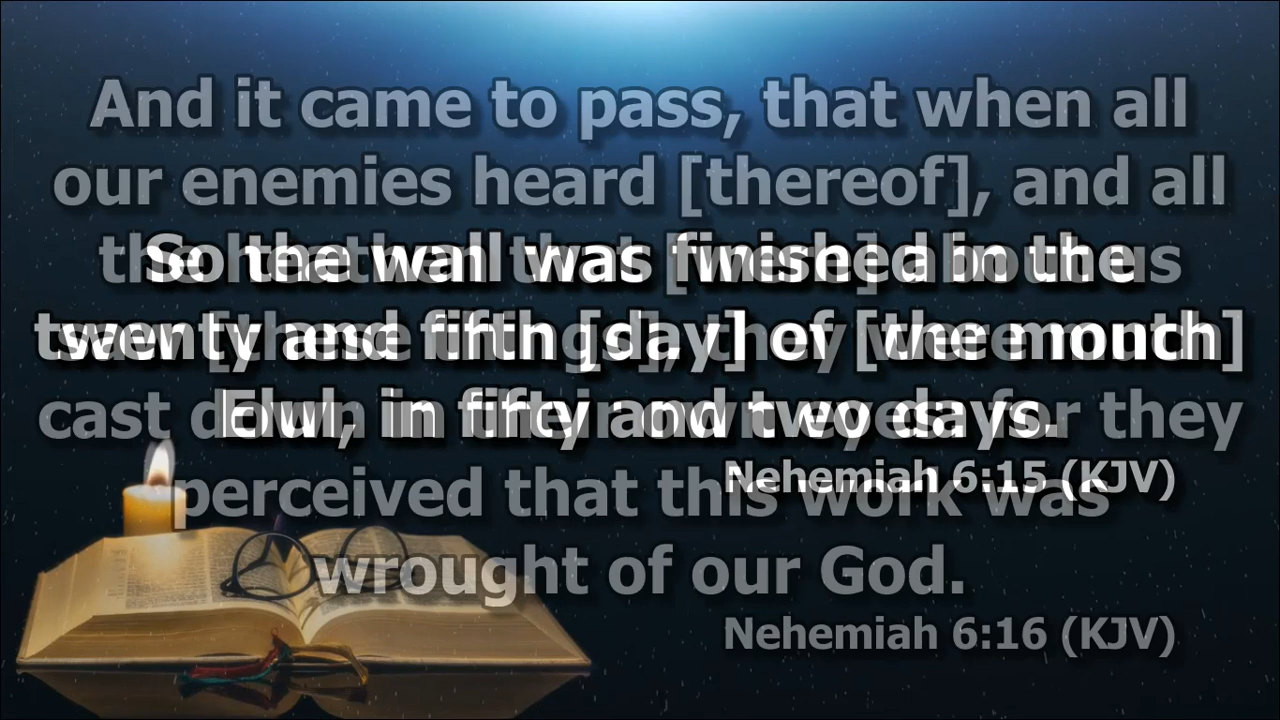 So the wall was finished in the
twenty and fifth [day] of [the month]
Elul, in fifty and two days.
Nehemiah 6:15 (KJV)
And it came to pass, that when all
our enemies heard [thereof], and all
the heathen that [were] about us
saw [these things], they were much
cast down in their own eyes: for they
perceived that this work was
wrought of our God.
Nehemiah 6:16 (KJV)